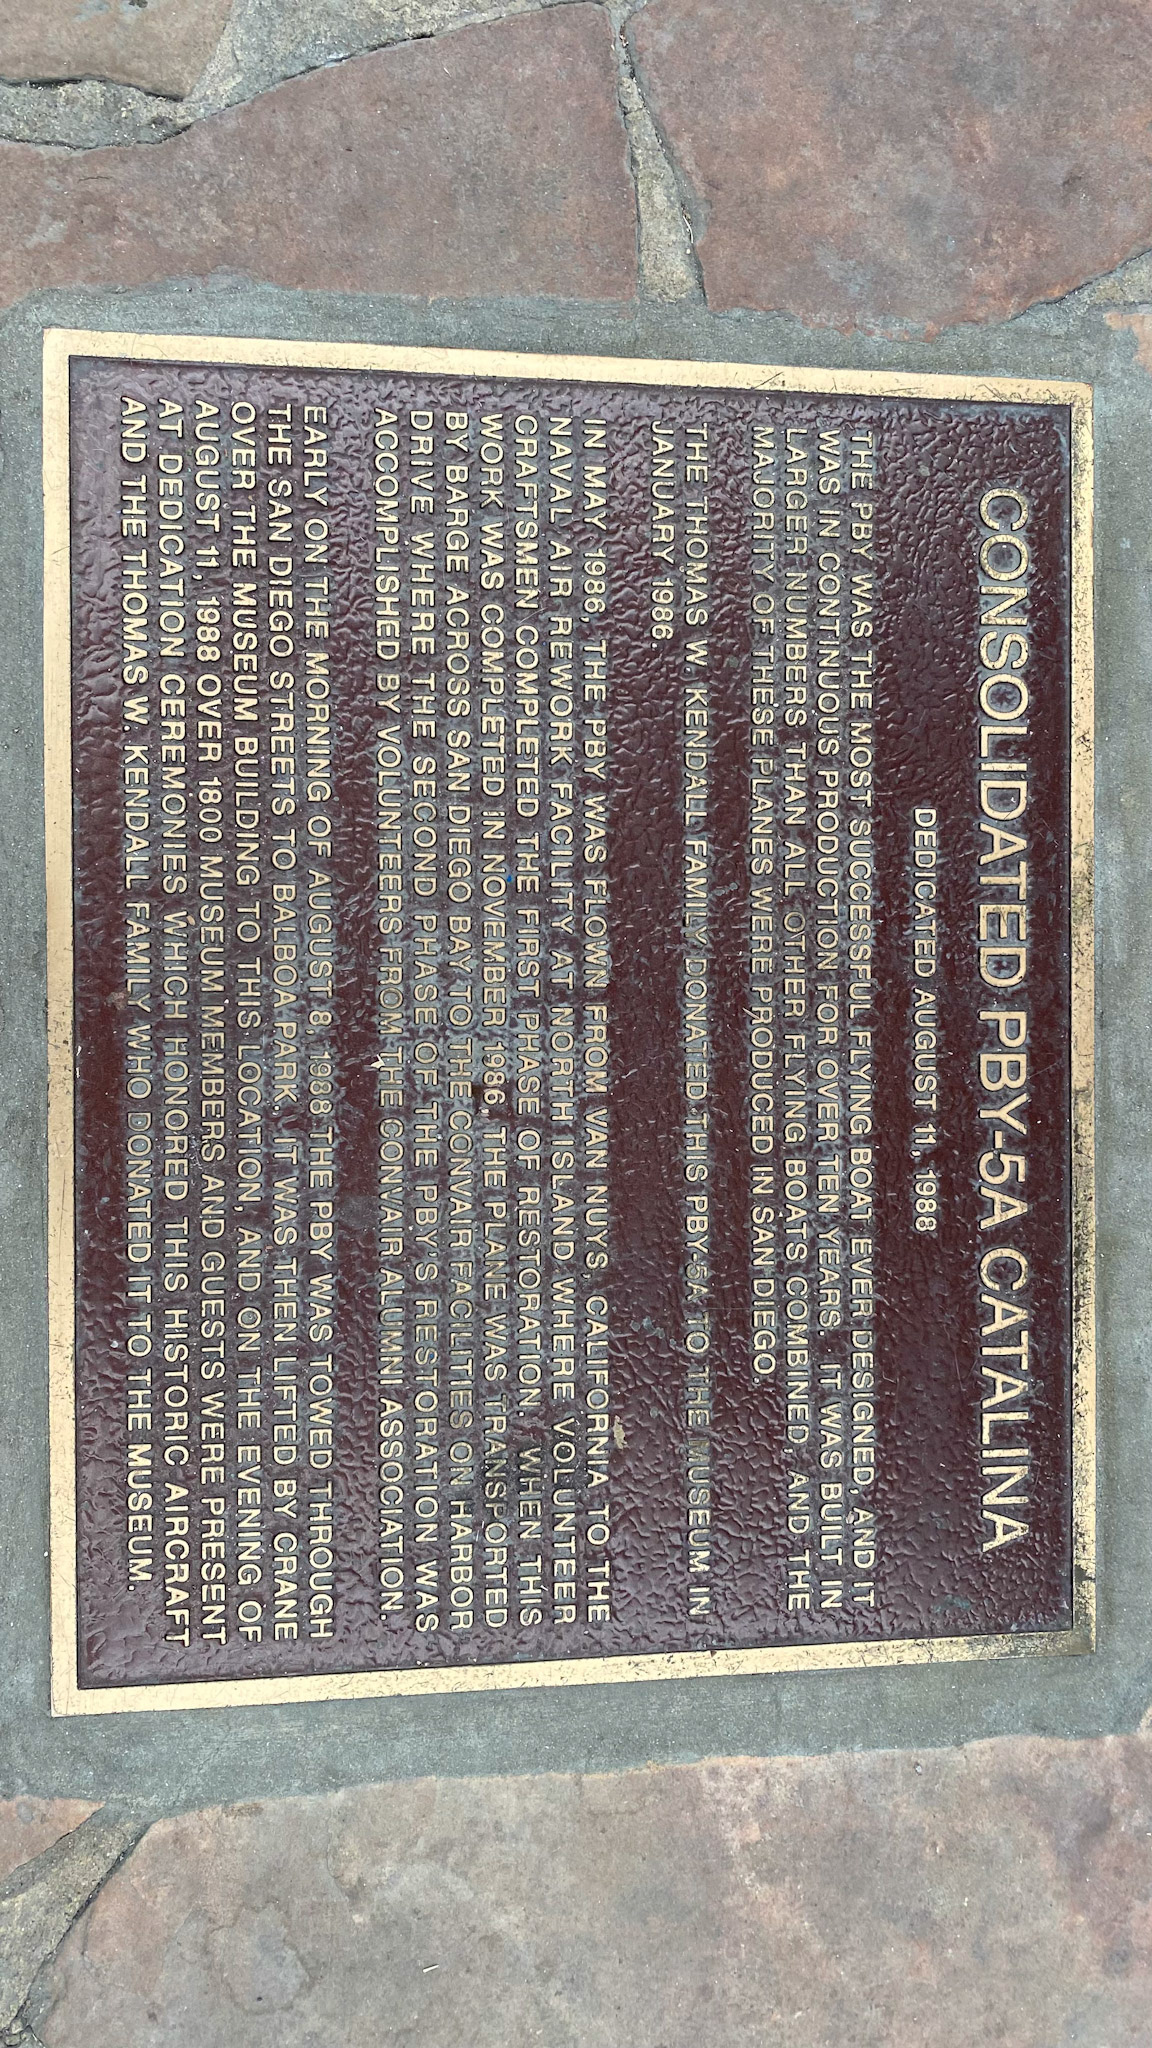 CONSOLIDATED PBY-5A CATALINA
DEDICATED AUGUST 11, 1988
THE PBY WAS THE MOST SUCCESSFUL FLYING BOAT EVER DESIGNED, AND IT
WAS IN CONTINUOUS PRODUCTION FOR OVER TEN YEARS. IT WAS BUILT IN
LARGER NUMBERS THAN ALL OTHER FLYING BOATS COMBINED, AND THE
MAJORITY OF THESE PLANES WERE PRODUCED IN SAN DIEGO.
THE THOMAS W. KENDALL FAMILY DONATED THIS PBY-5A TO THE MUSEUM IN
JANUARY 1986.
IN MAY 1986, THE PBY WAS FLOWN FROM VAN NUYS, CALIFORNIA TO THE
NAVAL AIR REWORK FACILITY AT NORTH ISLAND WHERE VOLUNTEER
CRAFTSMEN COMPLETED THE FIRST PHASE OF RESTORATION. WHEN THIS
WORK WAS COMPLETED IN NOVEMBER 1986, THE PLANE WAS TRANSPORTED
BY BARGE ACROSS SAN DIEGO BAY TO THE CONVAIR FACILITIES ON HARBOR
DRIVE WHERE THE SECOND PHASE OF THE PBY'S RESTORATION WAS
ACCOMPLISHED BY VOLUNTEERS FROM THE CONVAIR ALUMNI ASSOCIATION.
EARLY ON THE MORNING OF AUGUST 8, 1988 THE PBY WAS TOWED THROUGH
THE SAN DIEGO STREETS TO BALBOA PARK. IT WAS THEN LIFTED BY CRANE
OVER THE MUSEUM BUILDING TO THIS LOCATION, AND ON THE EVENING OF
AUGUST 11, 1988 OVER 1800 MUSEUM MEMBERS AND GUESTS WERE PRESENT
AT DEDICATION CEREMONIES WHICH HONORED THIS HISTORIC AIRCRAFT
AND THE THOMAS W. KENDALL FAMILY WHO DONATED IT TO THE MUSEUM.